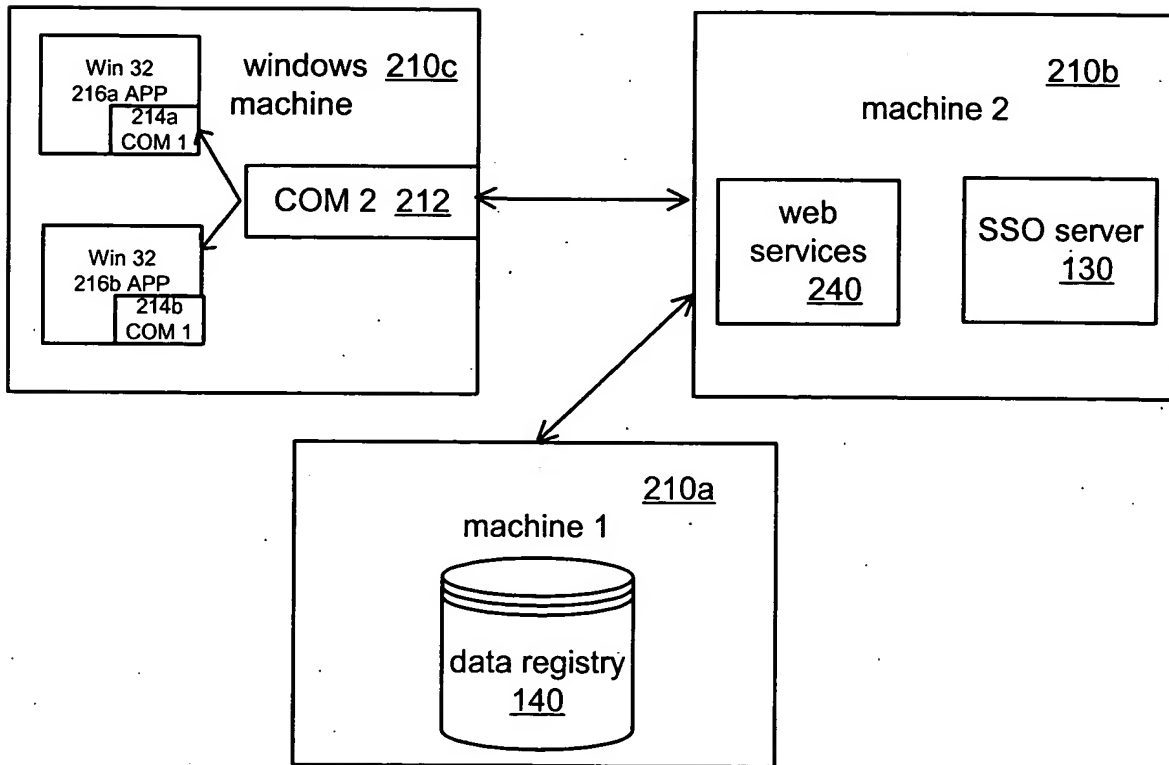 Win 32
216a APP
214a
COM 1
windows 210c
machine
COM 2 212
Win 32
216b APP
214b
COM 1
210b
machine 2
web
services
240
SSO server
130
210a
machine 1
data registry
140